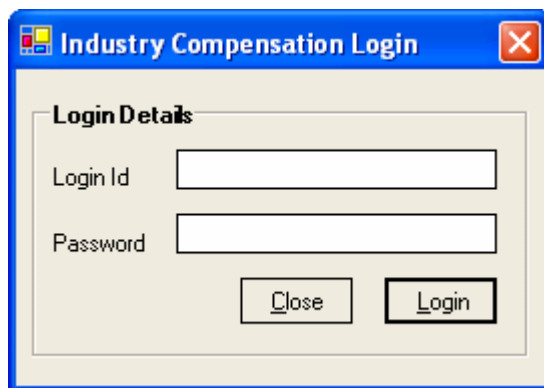 Industry Compensation Login
Login Details
Login Id
Password
Close Login